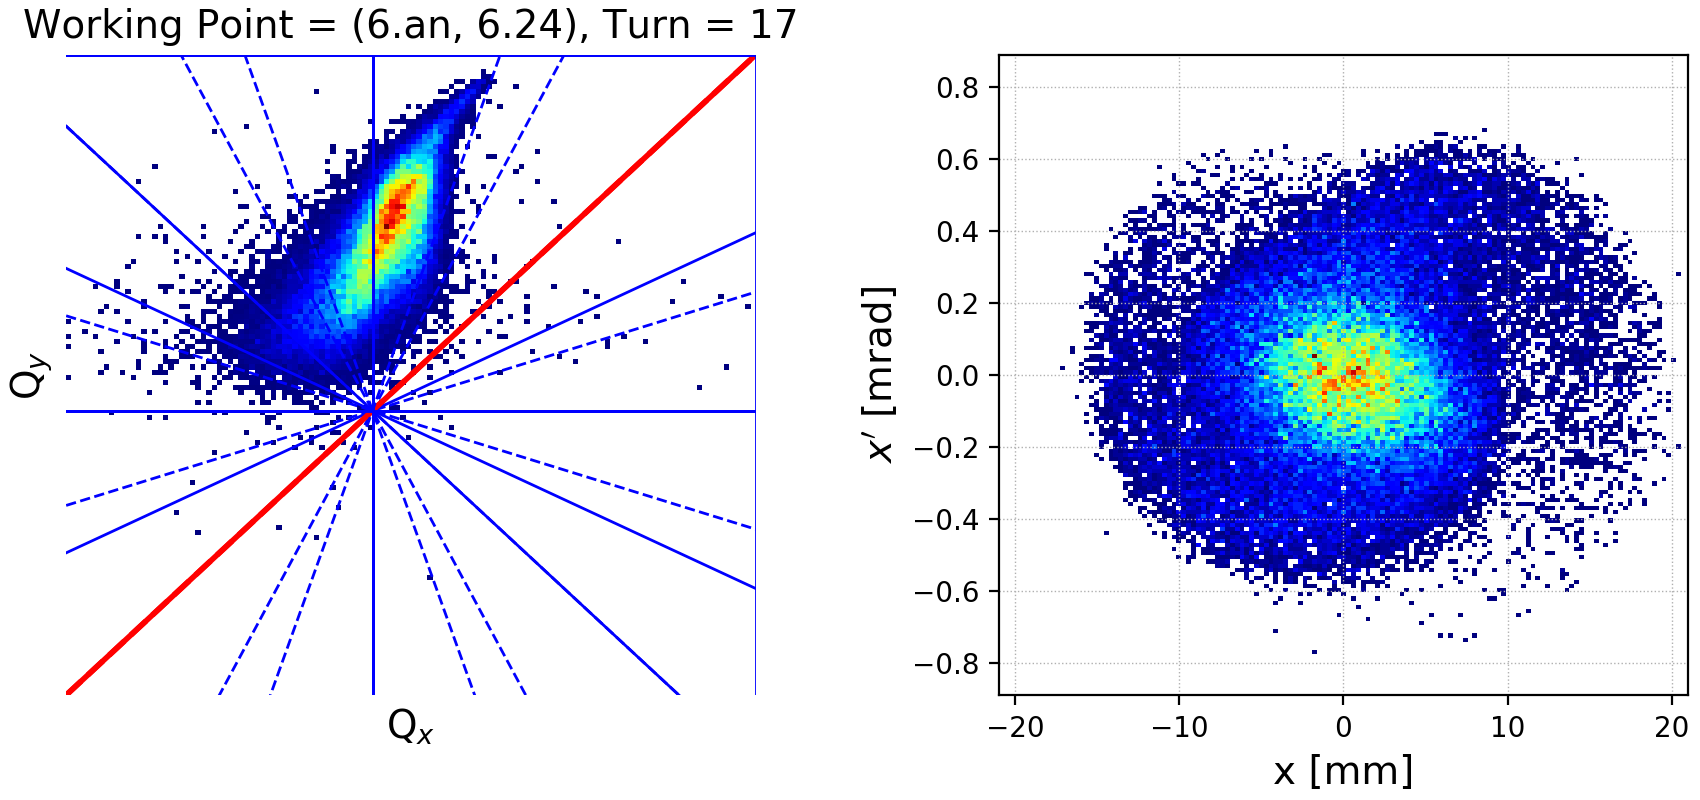 Working Point = (6.an, 6.24), Turn = 17
Q_y
Q_x
0.8
0.6
0.4
0.2
0.0
−0.2
−0.4
−0.6
−0.8
x′ [mrad]
−20 −10 0 10 20
x [mm]